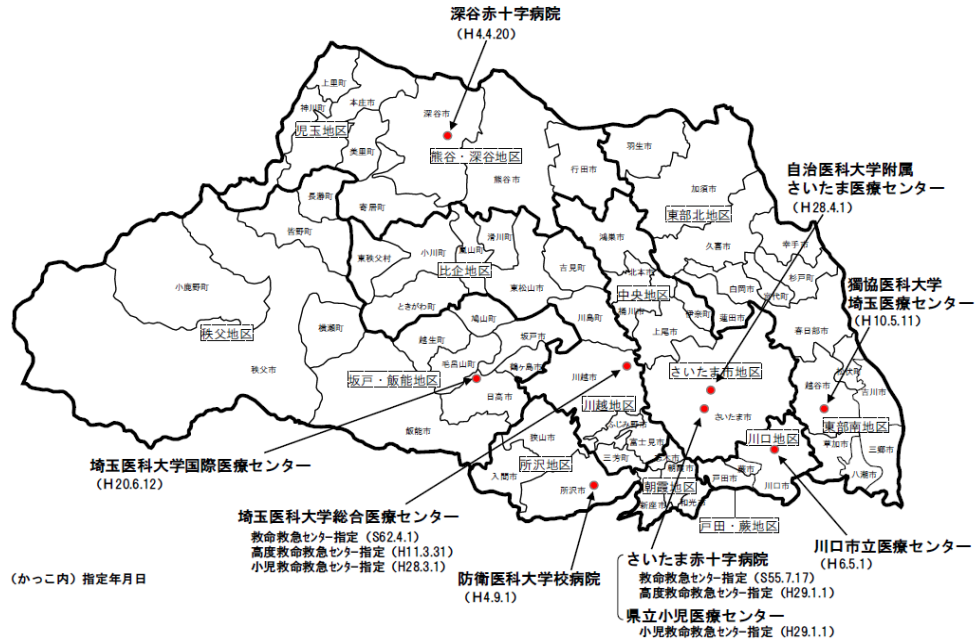 深谷赤十字病院
(H4.4.20)
上里町
神川町
本庄市
児玉地区
美里町
深谷市
熊谷・深谷地区
熊谷市
行田市
羽生市
加須市
東部北地区
自治医科大学附属
さいたま医療センター
(H28.4.1)
長瀞町
寄居町
皆野町
東秩父村
小川町
嵐山町
滑川町
比企地区
吉見町
東松山市
ときがわ町
鴻巣市
北本市
中央地区
桶川市
伊奈町
上尾市
久喜市
幸手市
杉戸町
白岡市
宮代町
蓮田市
獨協医科大学
埼玉医療センター
(H10.5.11)
小鹿野町
秩父地区
秩父市
横瀬町
鳩山町
川島町
越生町
坂戸市
毛呂山町
鶴ヶ島市
坂戸・飯能地区
日高市
飯能市
川越市
川越地区
さいたま市地区
さいたま市
春日部市
松伏町
越谷市
吉川市
東部南地区
草加市
三郷市
八潮市
川口地区
ふじみ野市
富士見市
三芳町
志木市
狭山市
所沢地区
入間市
所沢市
朝霞市
朝霞地区
新座市
和光市
戸田市
蕨市
川口市
戸田・蕨地区
埼玉医科大学国際医療センター
(H20.6.12)
埼玉医科大学総合医療センター
救命救急センター指定 (S62.4.1)
高度救命救急センター指定 (H11.3.31)
小児救命救急センター指定 (H28.3.1)
防衛医科大学校病院
(H4.9.1)
さいたま赤十字病院
救命救急センター指定 (S55.7.17)
高度救命救急センター指定 (H29.1.1)
県立小児医療センター
小児救命救急センター指定 (H29.1.1)
川口市立医療センター
(H6.5.1)
(かっこ内) 指定年月日